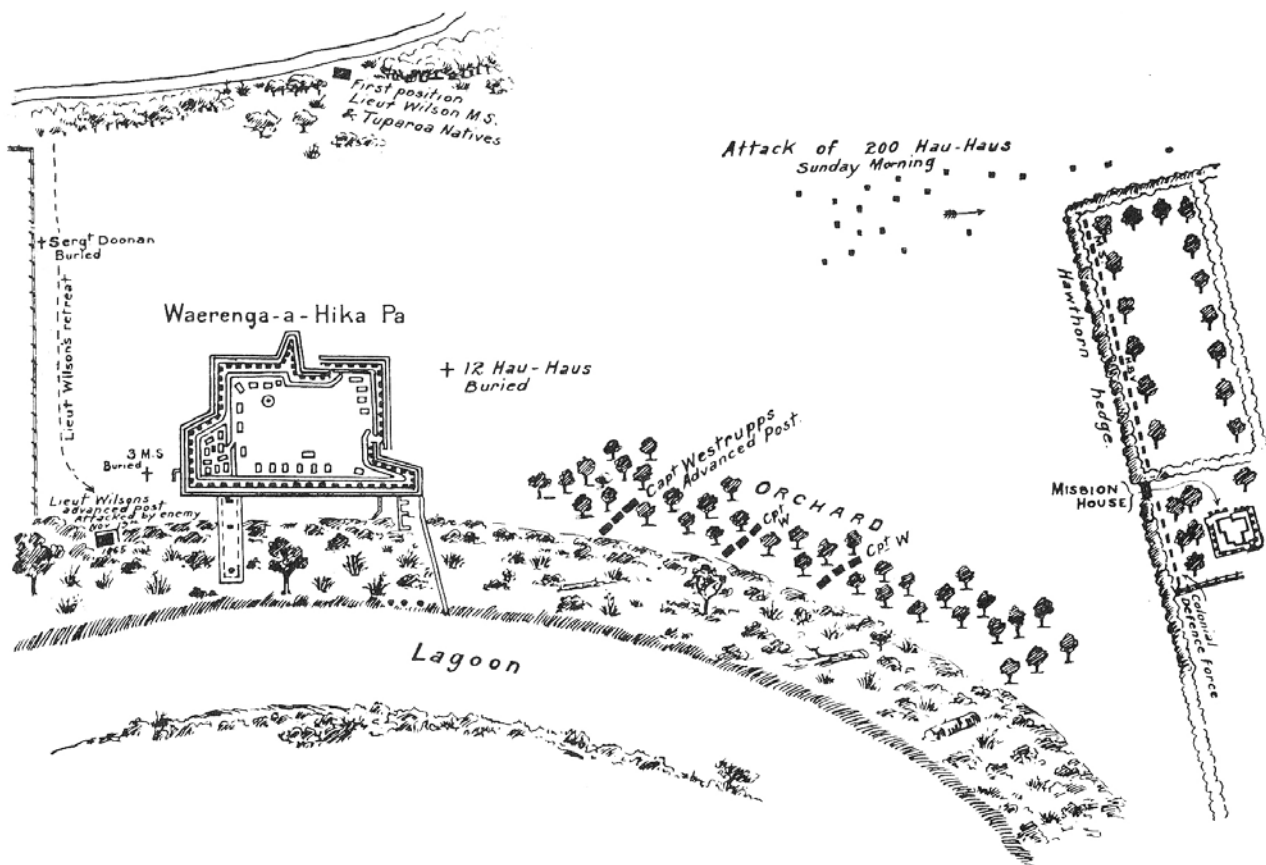 First position
Lieut Wilson M.S.
& Tuparoa Natives
Attack of 200 Hau-Haus
Sunday Morning
+ Sergt Doonan
Buried
Lieut Wilson's retreat
Waerenga-a-Hika Pa
+ 12 Hau-Haus
Buried
3 M.S
Buried +
Lieut Wilsons
advanced post
Attacked by enemy
Nov
1865
Capt Westrupps
Advanced Post.
ORCHARD
Cpt W
Cpt W
Hawthorn hedge
M.S.
MISSION
HOUSE
Colonial
Defence Force
Lagoon